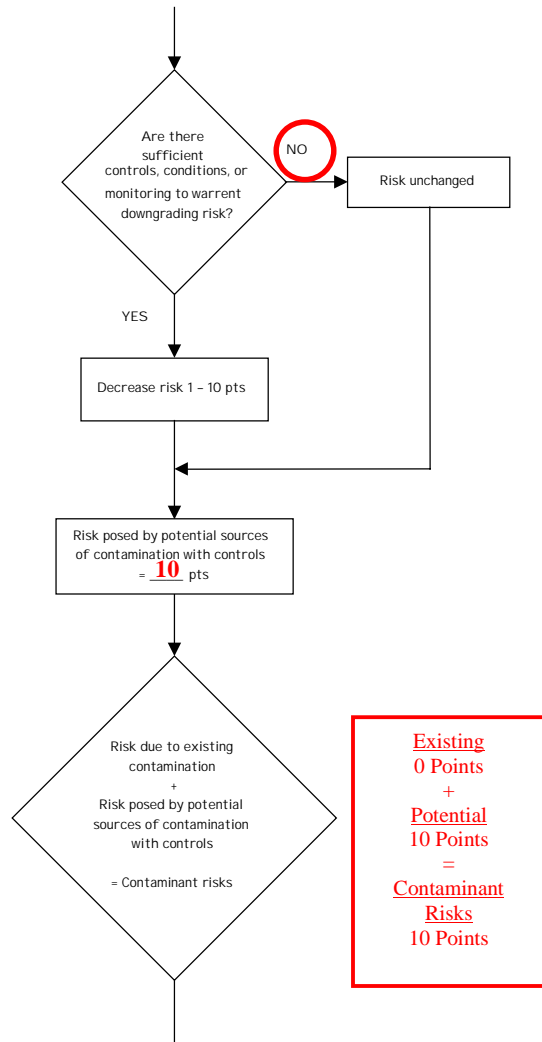 Are there
sufficient
controls, conditions, or
monitoring to warrent
downgrading risk?
NO
Risk unchanged
YES
Decrease risk 1 – 10 pts
Risk posed by potential sources
of contamination with controls
= 10 pts
Risk due to existing
contamination
+
Risk posed by potential
sources of contamination
with controls
= Contaminant risks
Existing
0 Points
+
Potential
10 Points
=
Contaminant
Risks
10 Points